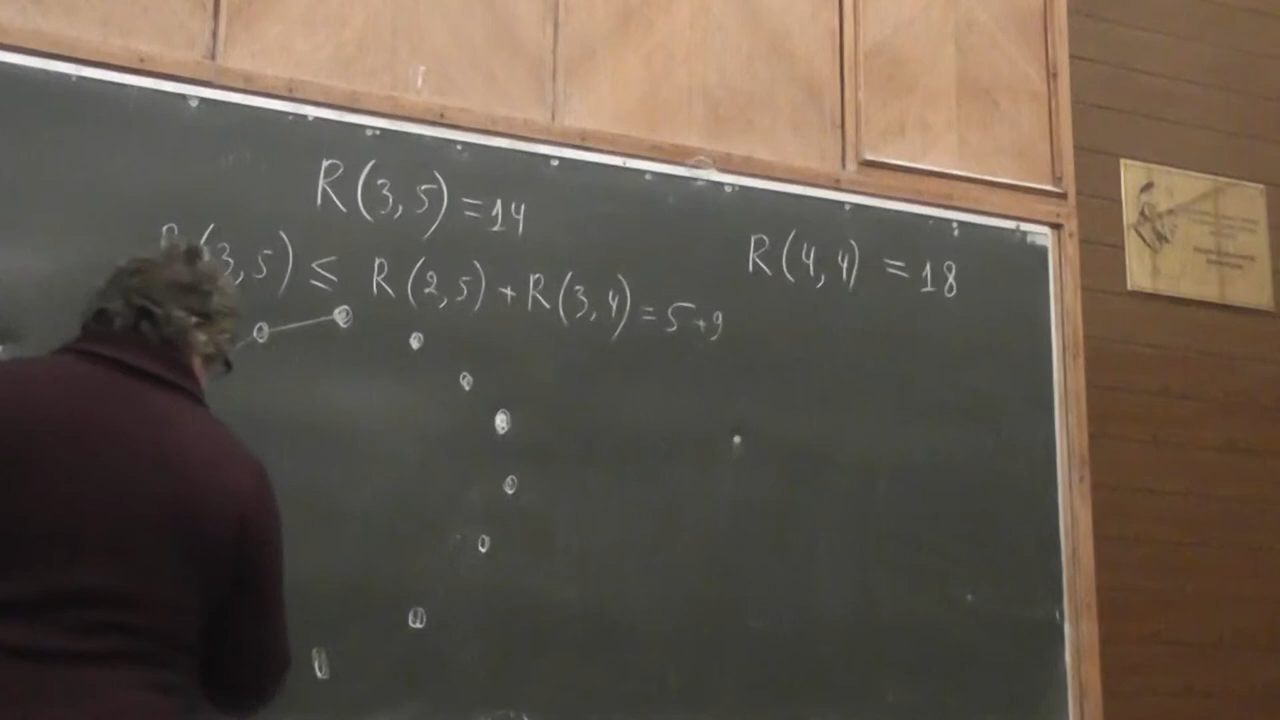 R(3,5)=14
R(3,5) ≤ R(2,5)+R(3,4)=5+9
R(4,4) =18